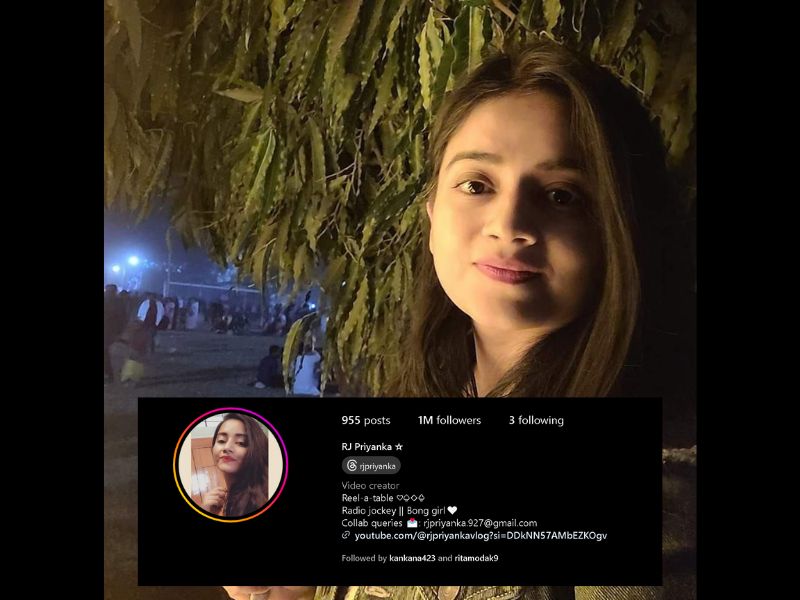 955 posts 1M followers 3 following
RJ Priyanka ☆
rjpriyanka
Video creator
Reel-a-table ♡♤◇♧
Radio jockey || Bong girl🤍
Collab queries 📩: rjpriyanka.927@gmail.com
youtube.com/@rjpriyankavlog?si=DDkNN57AMbEZKOgv
Followed by kankana423 and ritamodak9